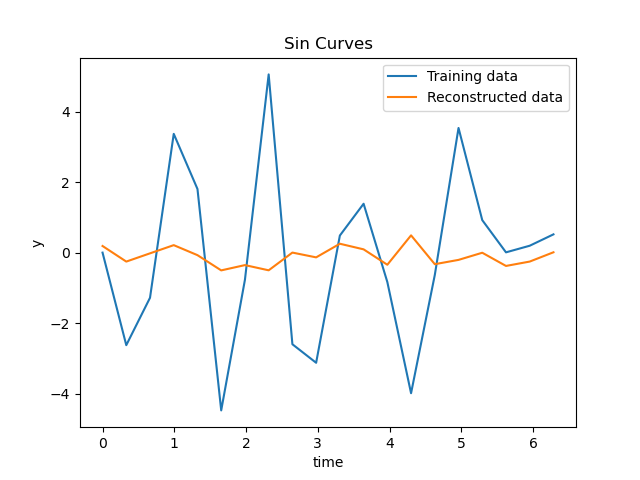 Sin Curves
Training data
Reconstructed data
4
2
0
−2
−4
y
0 1 2 3 4 5 6
time